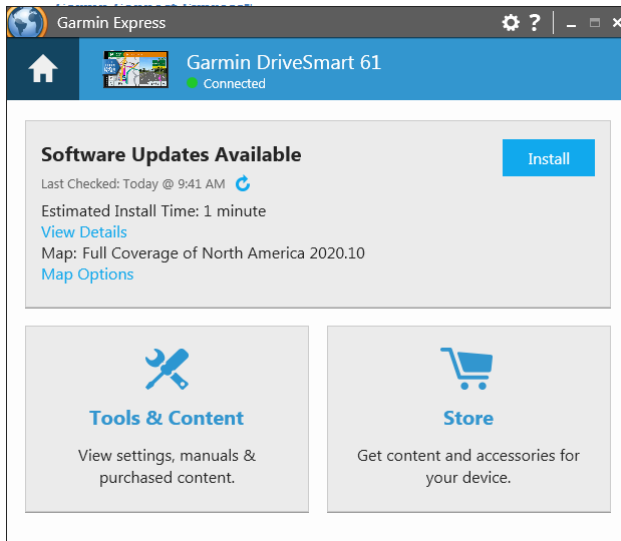 Garmin Express
?
Garmin DriveSmart 61
Connected
Software Updates Available
Install
Last Checked: Today @ 9:41 AM
Estimated Install Time: 1 minute
View Details
Map: Full Coverage of North America 2020.10
Map Options
Tools & Content
View settings, manuals &
purchased content.
Store
Get content and accessories for
your device.